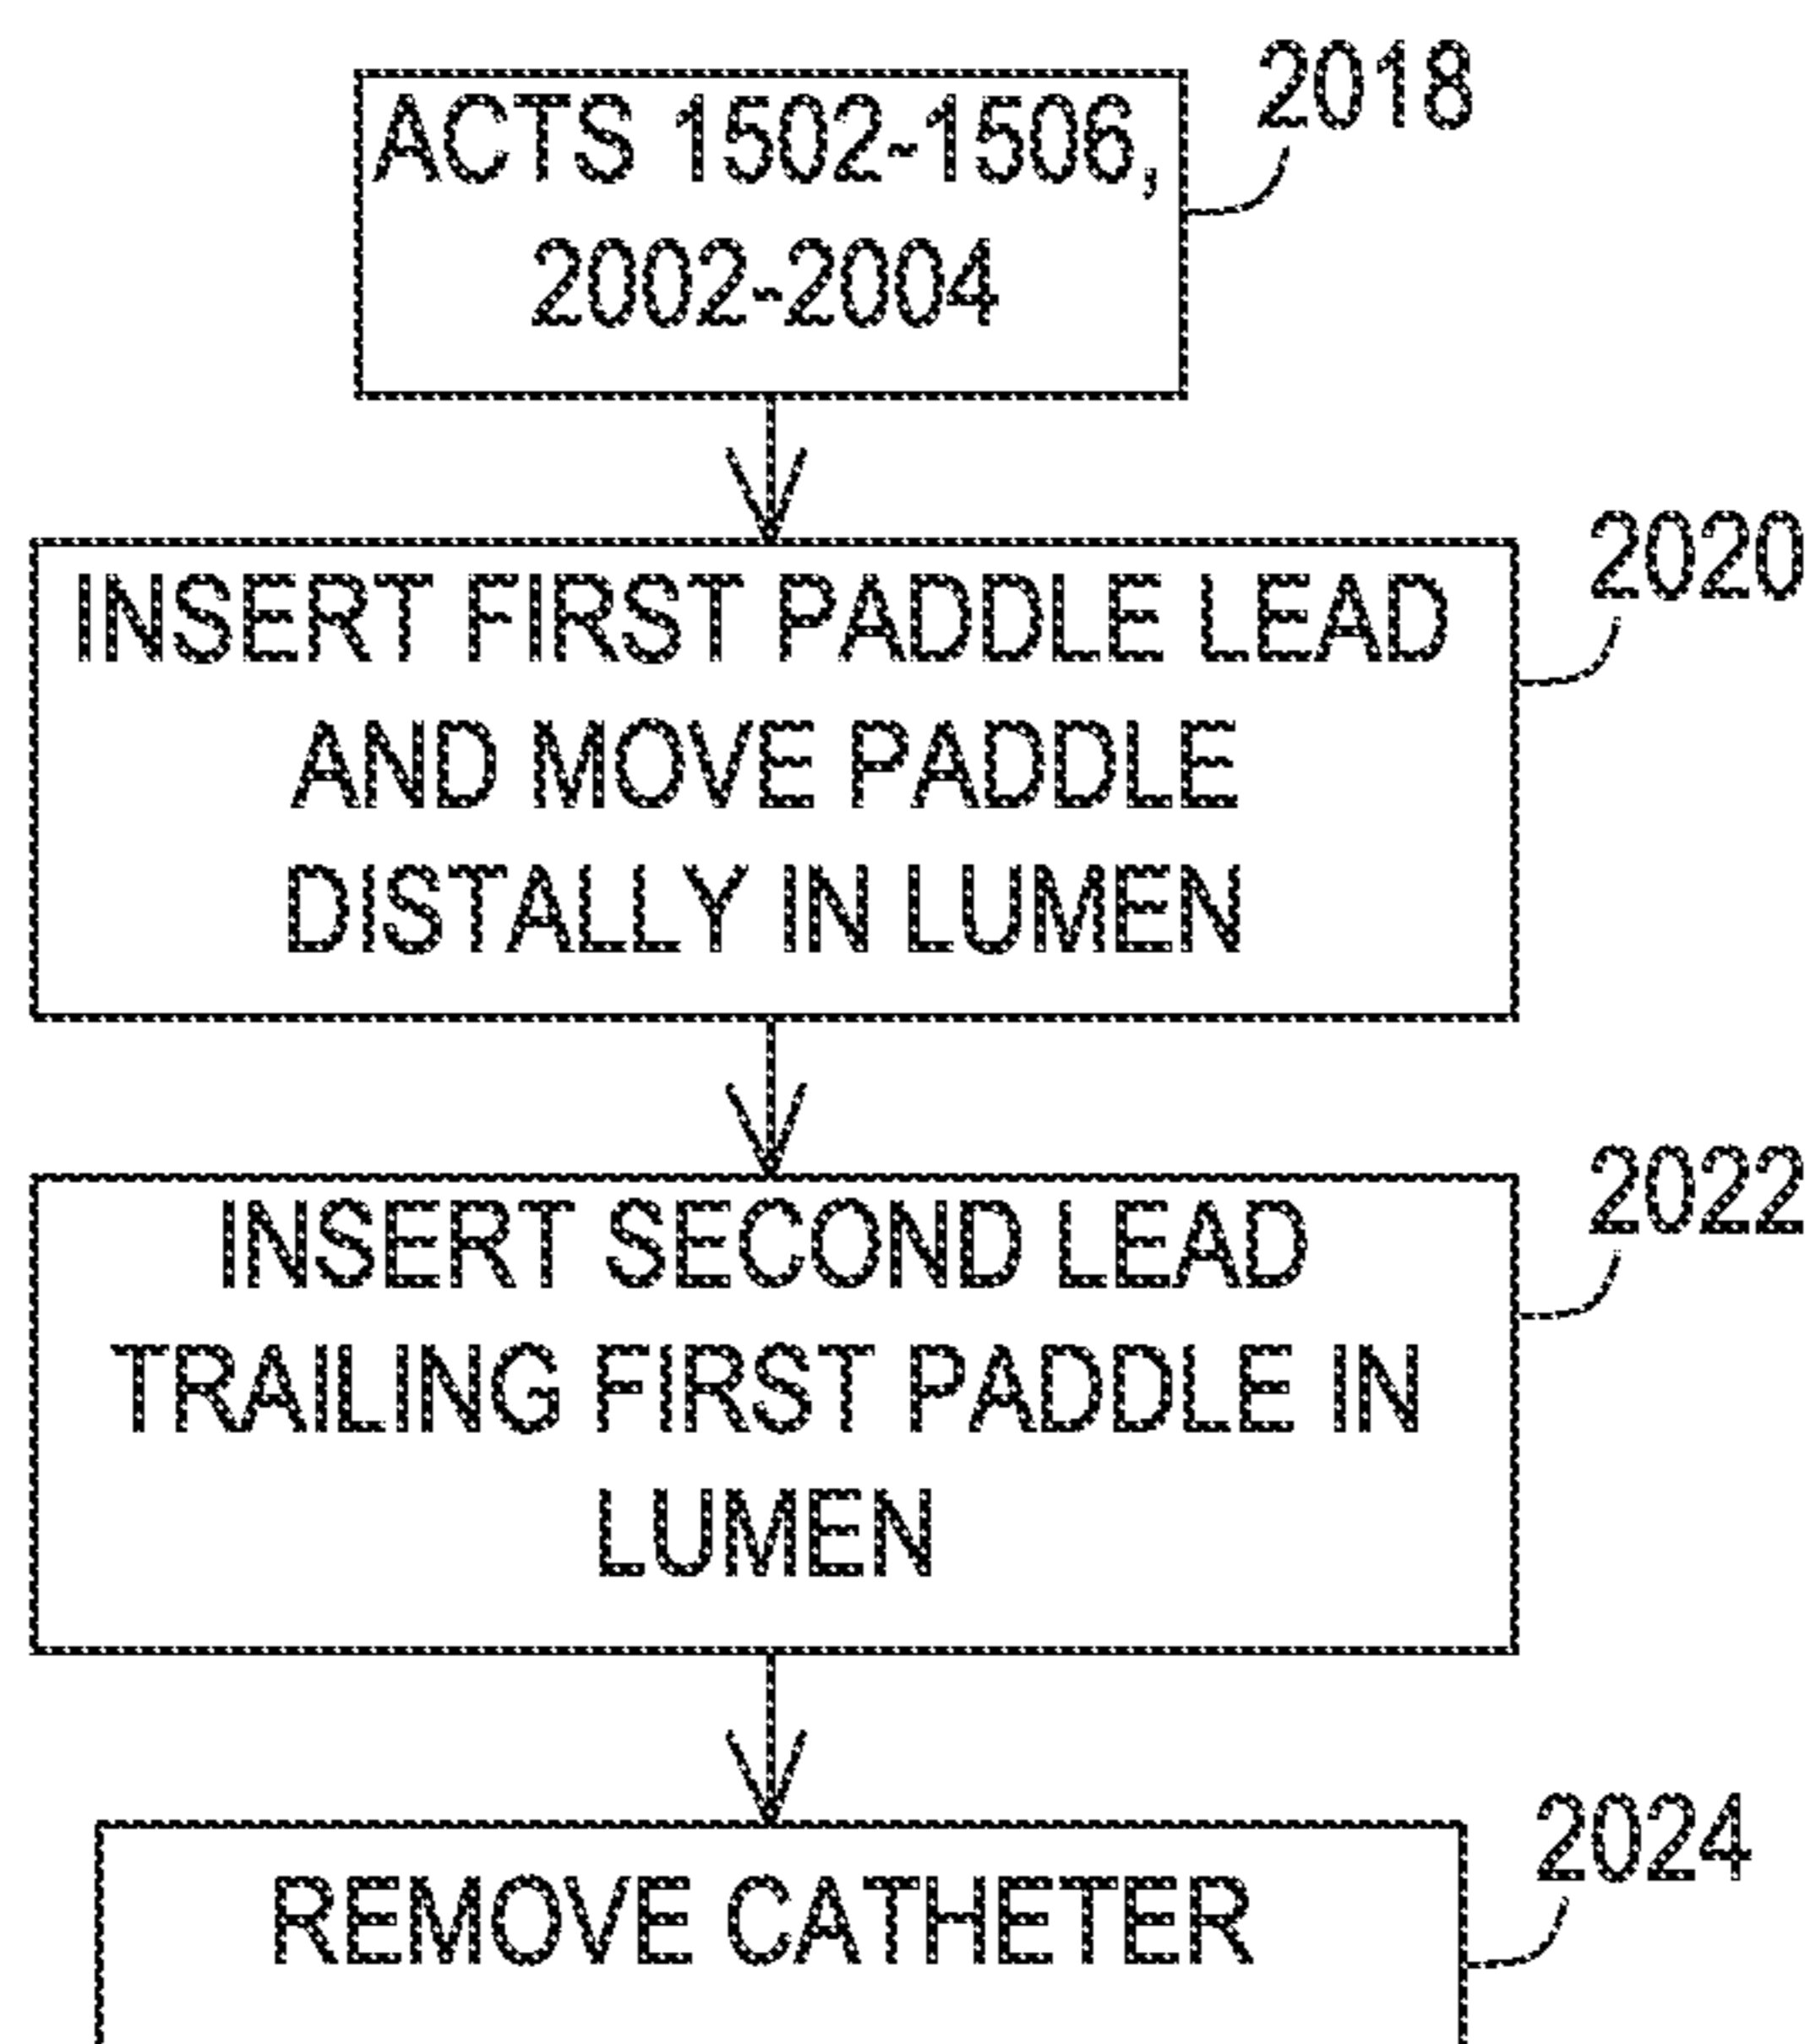 ACTS 1502-1506,
2002-2004
2018
INSERT FIRST PADDLE LEAD
AND MOVE PADDLE
DISTALLY IN LUMEN
2020
INSERT SECOND LEAD
TRAILING FIRST PADDLE IN
LUMEN
2022
REMOVE CATHETER
2024